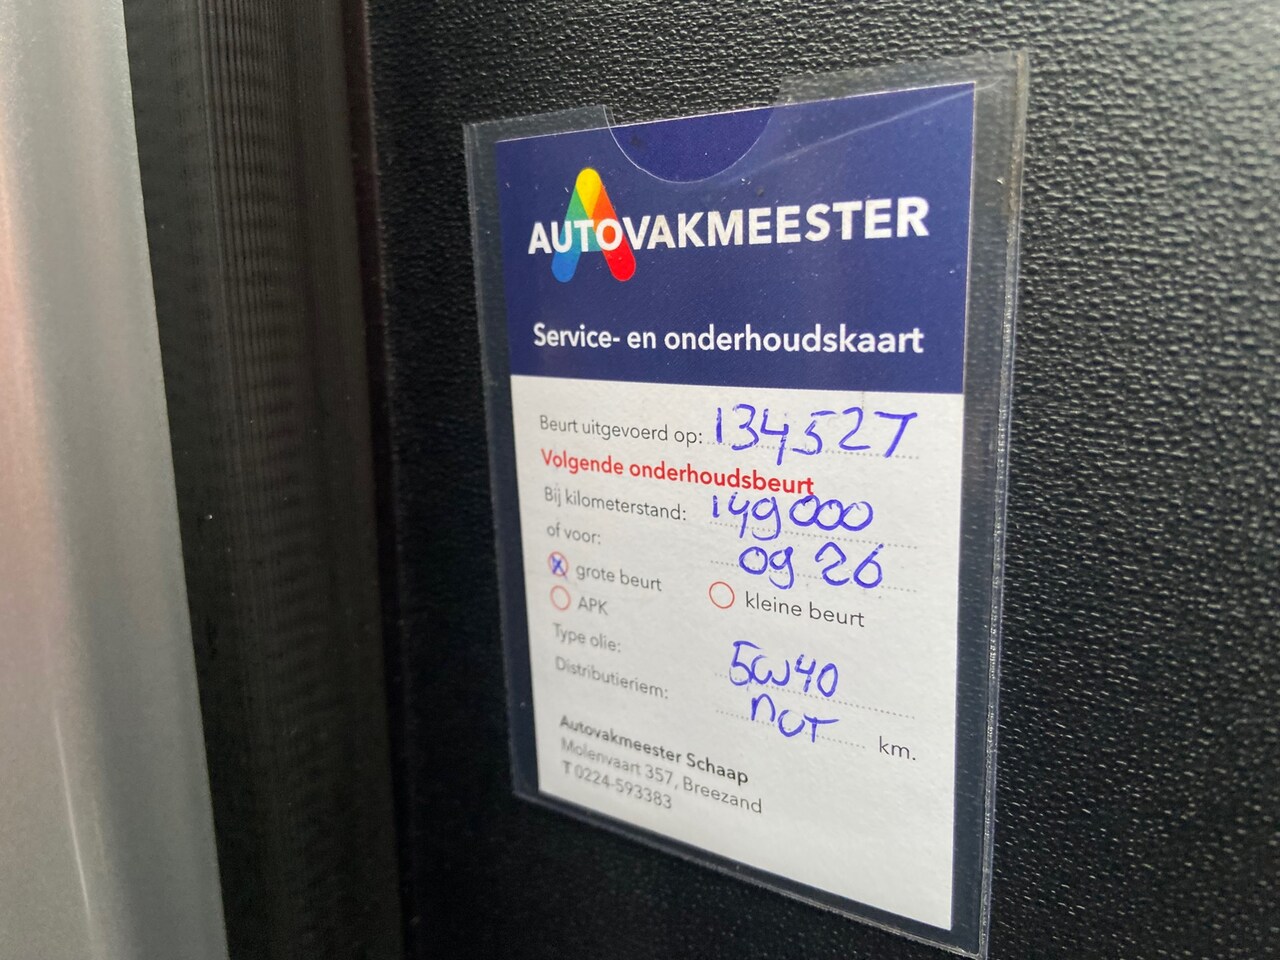 AUTOVAKMEESTER
Service- en onderhoudskaart
Beurt uitgevoerd op: 134527
Volgende onderhoudsbeurt
Bij kilometerstand: 149000
of voor: 09 26
grote beurt kleine beurt
APK
Type olie: 5W40
Distributieriem: nvt km.
Autovakmeester Schaap
Molenvaart 357, Breezand
T 0224-593383